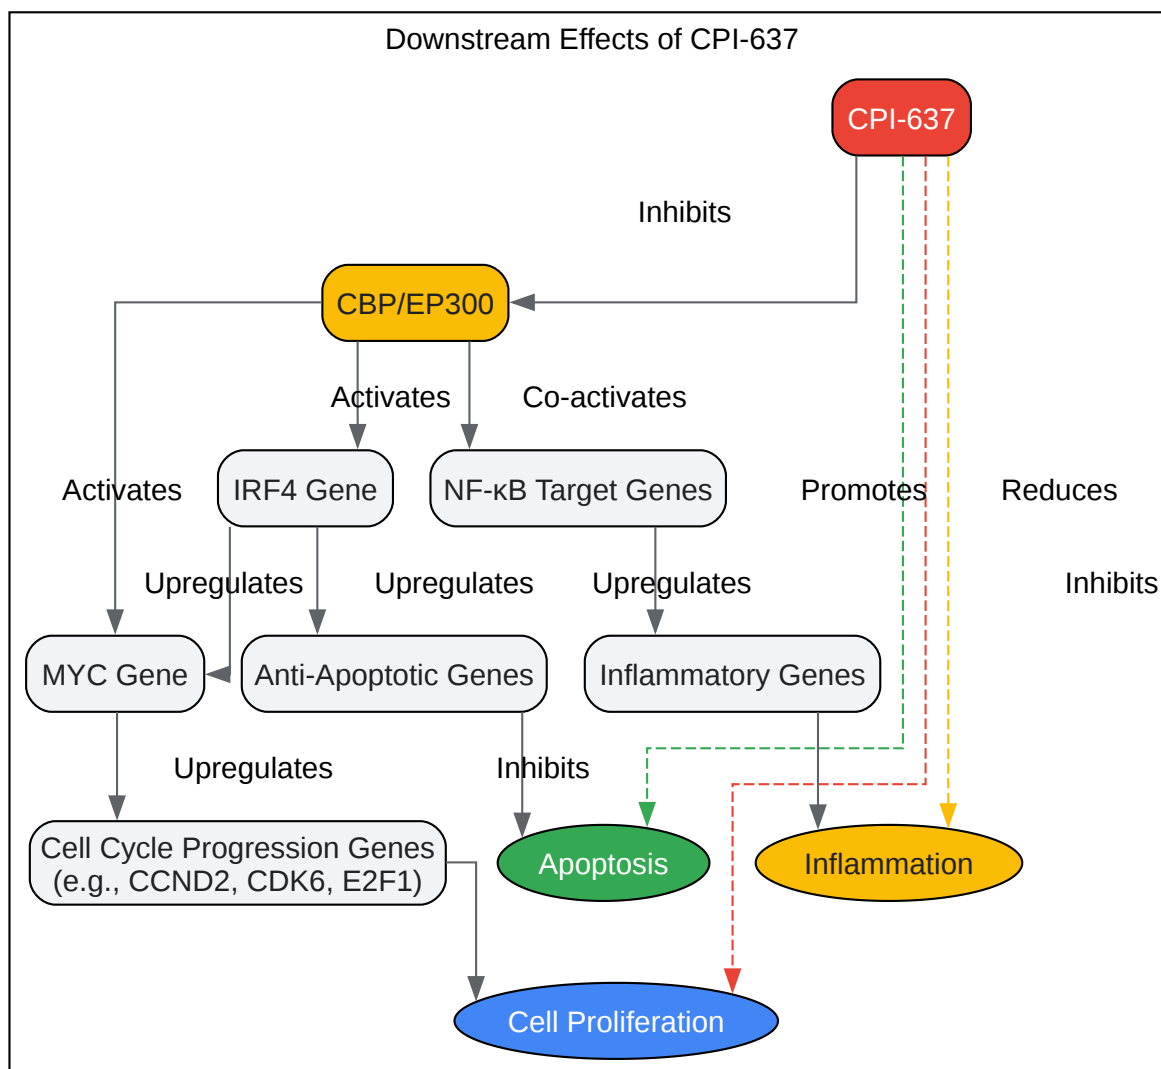 Downstream Effects of CPI-637
CPI-637
Inhibits
CBP/EP300
Activates
Co-activates
Activates
IRF4 Gene
NF-κB Target Genes
Promotes
Reduces
Upregulates
Upregulates
Upregulates
Inhibits
MYC Gene
Anti-Apoptotic Genes
Inflammatory Genes
Upregulates
Inhibits
Cell Cycle Progression Genes
(e.g., CCND2, CDK6, E2F1)
Apoptosis
Inflammation
Cell Proliferation